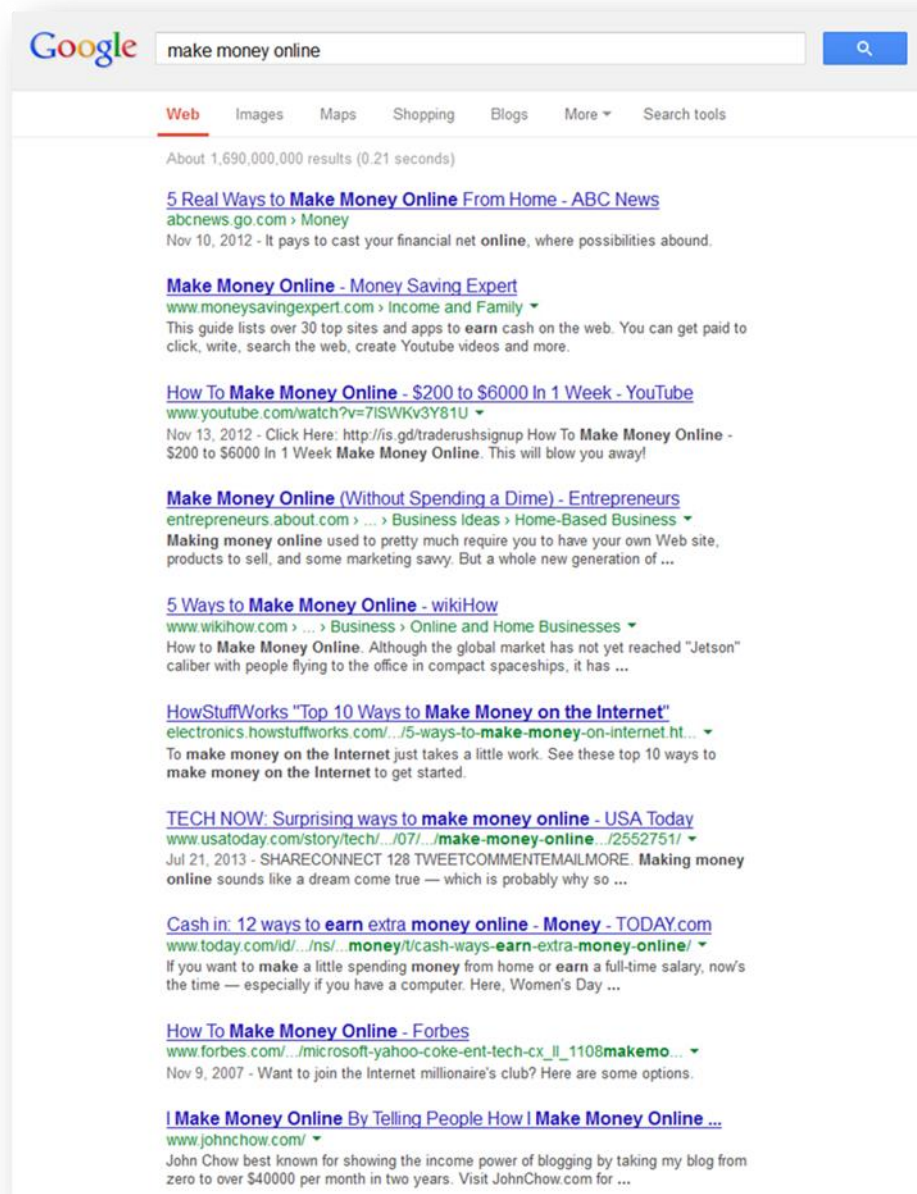 Google
make money online
Web Images Maps Shopping Blogs More Search tools
About 1,690,000,000 results (0.21 seconds)
5 Real Ways to Make Money Online From Home - ABC News
abcnews.go.com › Money
Nov 10, 2012 - It pays to cast your financial net online, where possibilities abound.
Make Money Online - Money Saving Expert
www.moneysavingexpert.com › Income and Family
This guide lists over 30 top sites and apps to earn cash on the web. You can get paid to
click, write, search the web, create Youtube videos and more.
How To Make Money Online - $200 to $6000 In 1 Week - YouTube
www.youtube.com/watch?v=7lSWKv3Y81U
Nov 13, 2012 - Click Here: http://is.gd/traderushsignup How To Make Money Online -
$200 to $6000 In 1 Week Make Money Online. This will blow you away!
Make Money Online (Without Spending a Dime) - Entrepreneurs
entrepreneurs.about.com › ... › Business Ideas › Home-Based Business
Making money online used to pretty much require you to have your own Web site,
products to sell, and some marketing savvy. But a whole new generation of ...
5 Ways to Make Money Online - wikiHow
www.wikihow.com › ... › Business › Online and Home Businesses
How to Make Money Online. Although the global market has not yet reached "Jetson"
caliber with people flying to the office in compact spaceships, it has ...
HowStuffWorks "Top 10 Ways to Make Money on the Internet"
electronics.howstuffworks.com/.../5-ways-to-make-money-on-internet.ht...
To make money on the Internet just takes a little work. See these top 10 ways to
make money on the Internet to get started.
TECH NOW: Surprising ways to make money online - USA Today
www.usatoday.com/story/tech/.../07/.../make-money-online.../2552751/
Jul 21, 2013 - SHARECONNECT 128 TWEETCOMMENTEMAILMORE. Making money
online sounds like a dream come true — which is probably why so ...
Cash in: 12 ways to earn extra money online - Money - TODAY.com
www.today.com/id/.../ns/...money/t/cash-ways-earn-extra-money-online/
If you want to make a little spending money from home or earn a full-time salary, now's
the time — especially if you have a computer. Here, Women's Day ...
How To Make Money Online - Forbes
www.forbes.com/.../microsoft-yahoo-coke-ent-tech-cx_ll_1108makemo...
Nov 9, 2007 - Want to join the Internet millionaire's club? Here are some options.
I Make Money Online By Telling People How I Make Money Online ...
www.johnchow.com/
John Chow best known for showing the income power of blogging by taking my blog from
zero to over $40000 per month in two years. Visit JohnChow.com for ...